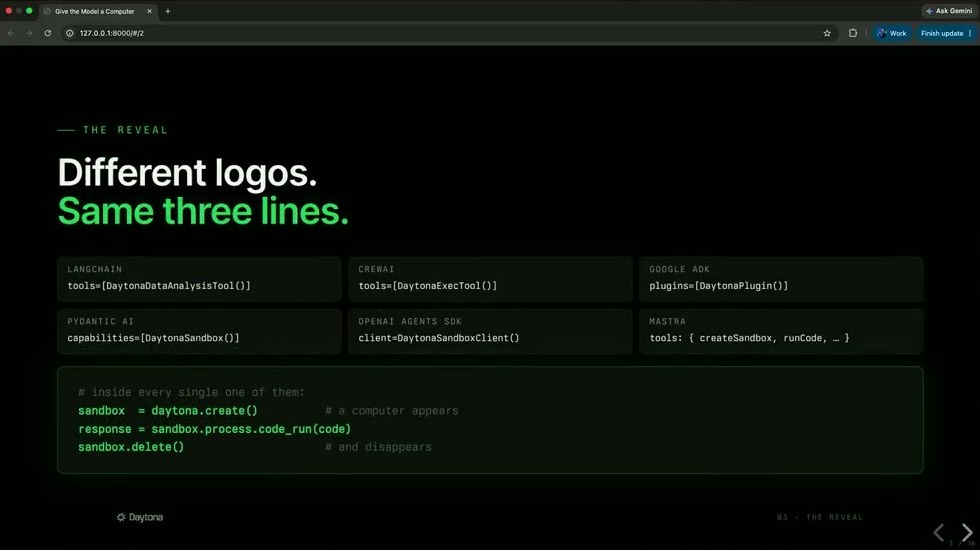 Give the Model a Computer
Ask Gemini
127.0.0.1:8000/#/2
Work
Finish update
THE REVEAL
Different logos.
Same three lines.
LANGCHAIN
tools=[DaytonaDataAnalysisTool()]
CREWAI
tools=[DaytonaExecTool()]
GOOGLE ADK
plugins=[DaytonaPlugin()]
PYDANTIC AI
capabilities=[DaytonaSandbox()]
OPENAI AGENTS SDK
client=DaytonaSandboxClient()
MASTRA
tools: { createSandbox, runCode, … }
# inside every single one of them:
sandbox = daytona.create() # a computer appears
response = sandbox.process.code_run(code)
sandbox.delete() # and disappears
Daytona
03 · THE REVEAL